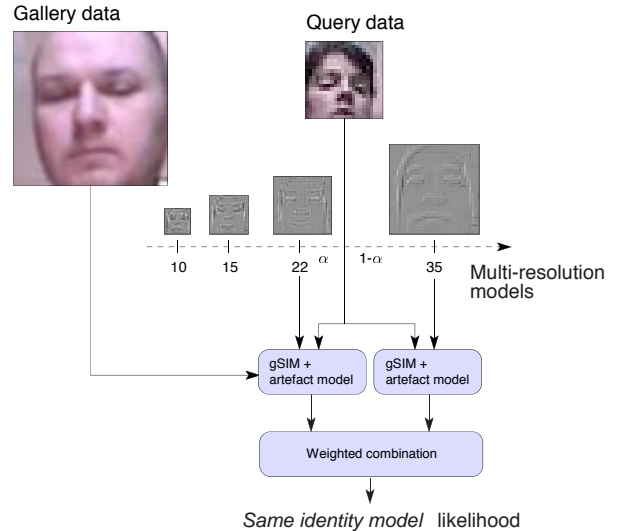 Gallery data
Query data
10
15
22
α
1-α
35
Multi-resolution
models
gSIM +
artefact model
gSIM +
artefact model
Weighted combination
Same identity model likelihood